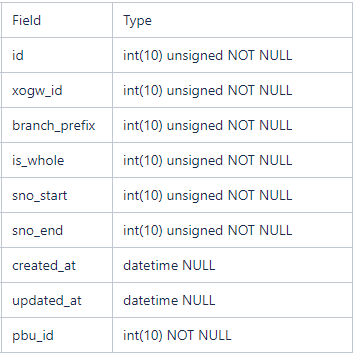 Field Type
id int(10) unsigned NOT NULL
xogw_id int(10) unsigned NOT NULL
branch_prefix int(10) unsigned NOT NULL
is_whole int(10) unsigned NOT NULL
sno_start int(10) unsigned NOT NULL
sno_end int(10) unsigned NOT NULL
created_at datetime NULL
updated_at datetime NULL
pbu_id int(10) NOT NULL